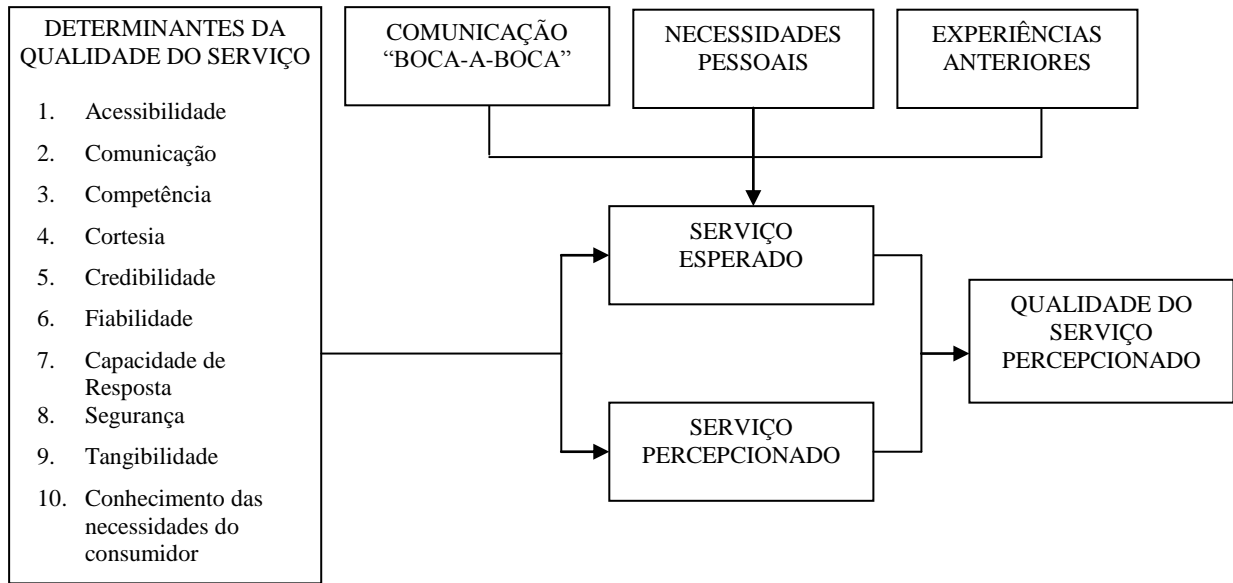 DETERMINANTES DA
QUALIDADE DO SERVIÇO
1. Acessibilidade
2. Comunicação
3. Competência
4. Cortesia
5. Credibilidade
6. Fiabilidade
7. Capacidade de
Resposta
8. Segurança
9. Tangibilidade
10. Conhecimento das
necessidades do
consumidor
COMUNICAÇÃO
“BOCA-A-BOCA”
NECESSIDADES
PESSOAIS
EXPERIÊNCIAS
ANTERIORES
SERVIÇO
ESPERADO
SERVIÇO
PERCEPCIONADO
QUALIDADE DO
SERVIÇO
PERCEPCIONADO